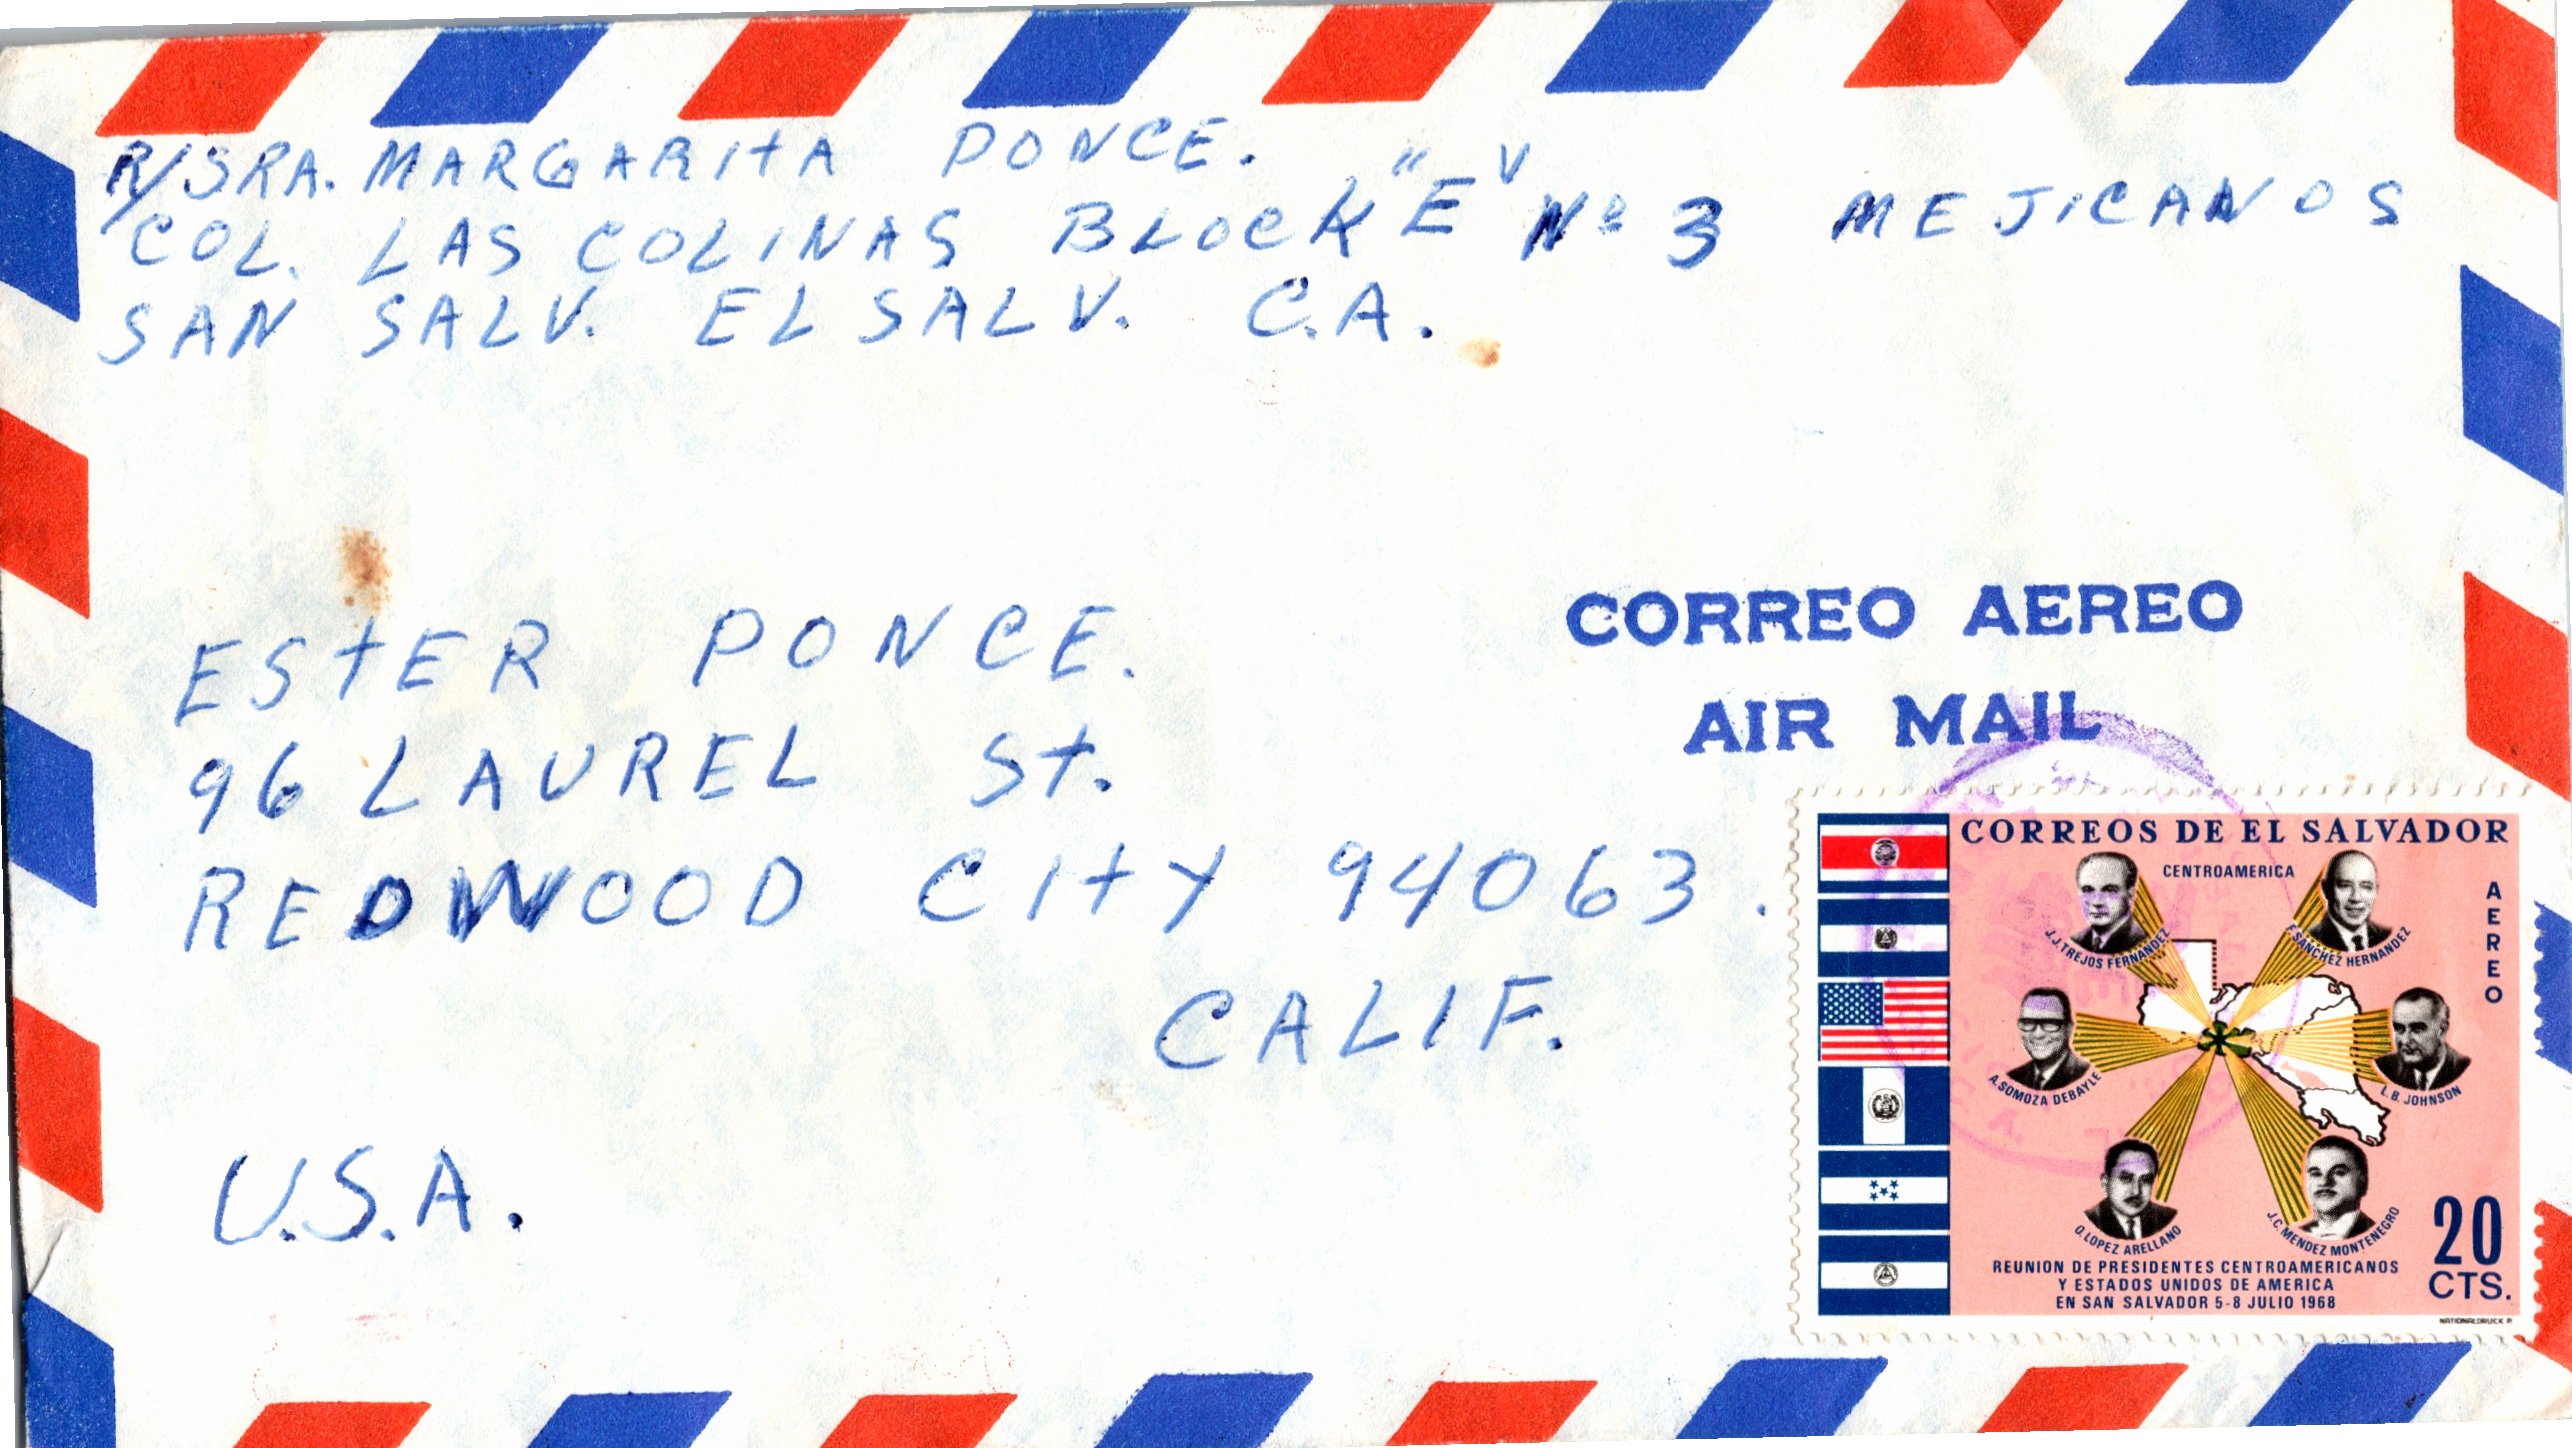 R/SRA. MARGARITA PONCE.
COL. LAS COLINAS BLOCK "E" Nº 3 MEJICANOS
SAN SALV. EL SALV. C.A.
ESTER PONCE.
96 LAUREL St.
REDWOOD CITY 94063.
CALIF.
U.S.A.
CORREO AEREO
AIR MAIL
CORREOS DE EL SALVADOR
CENTROAMERICA
AEREO
J.J.TREJOS FERNANDEZ
F.SANCHEZ HERNANDEZ
A.SOMOZA DEBAYLE
L.B. JOHNSON
O.LOPEZ ARELLANO
J.C.MENDEZ MONTENEGRO
REUNION DE PRESIDENTES CENTROAMERICANOS
Y ESTADOS UNIDOS DE AMERICA
EN SAN SALVADOR 5-8 JULIO 1968
20
CTS.
NATIONALDRUCK P.